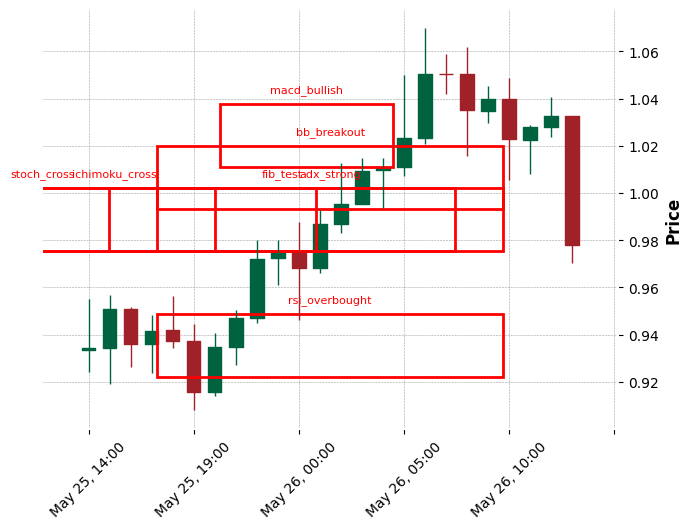 macd_bullish
bb_breakout
stoch_cross
ichimoku_cross
fib_test
adx_strong
rsi_overbought
1.06
1.04
1.02
1.00
0.98
0.96
0.94
0.92
Price
May 25, 14:00
May 25, 19:00
May 26, 00:00
May 26, 05:00
May 26, 10:00